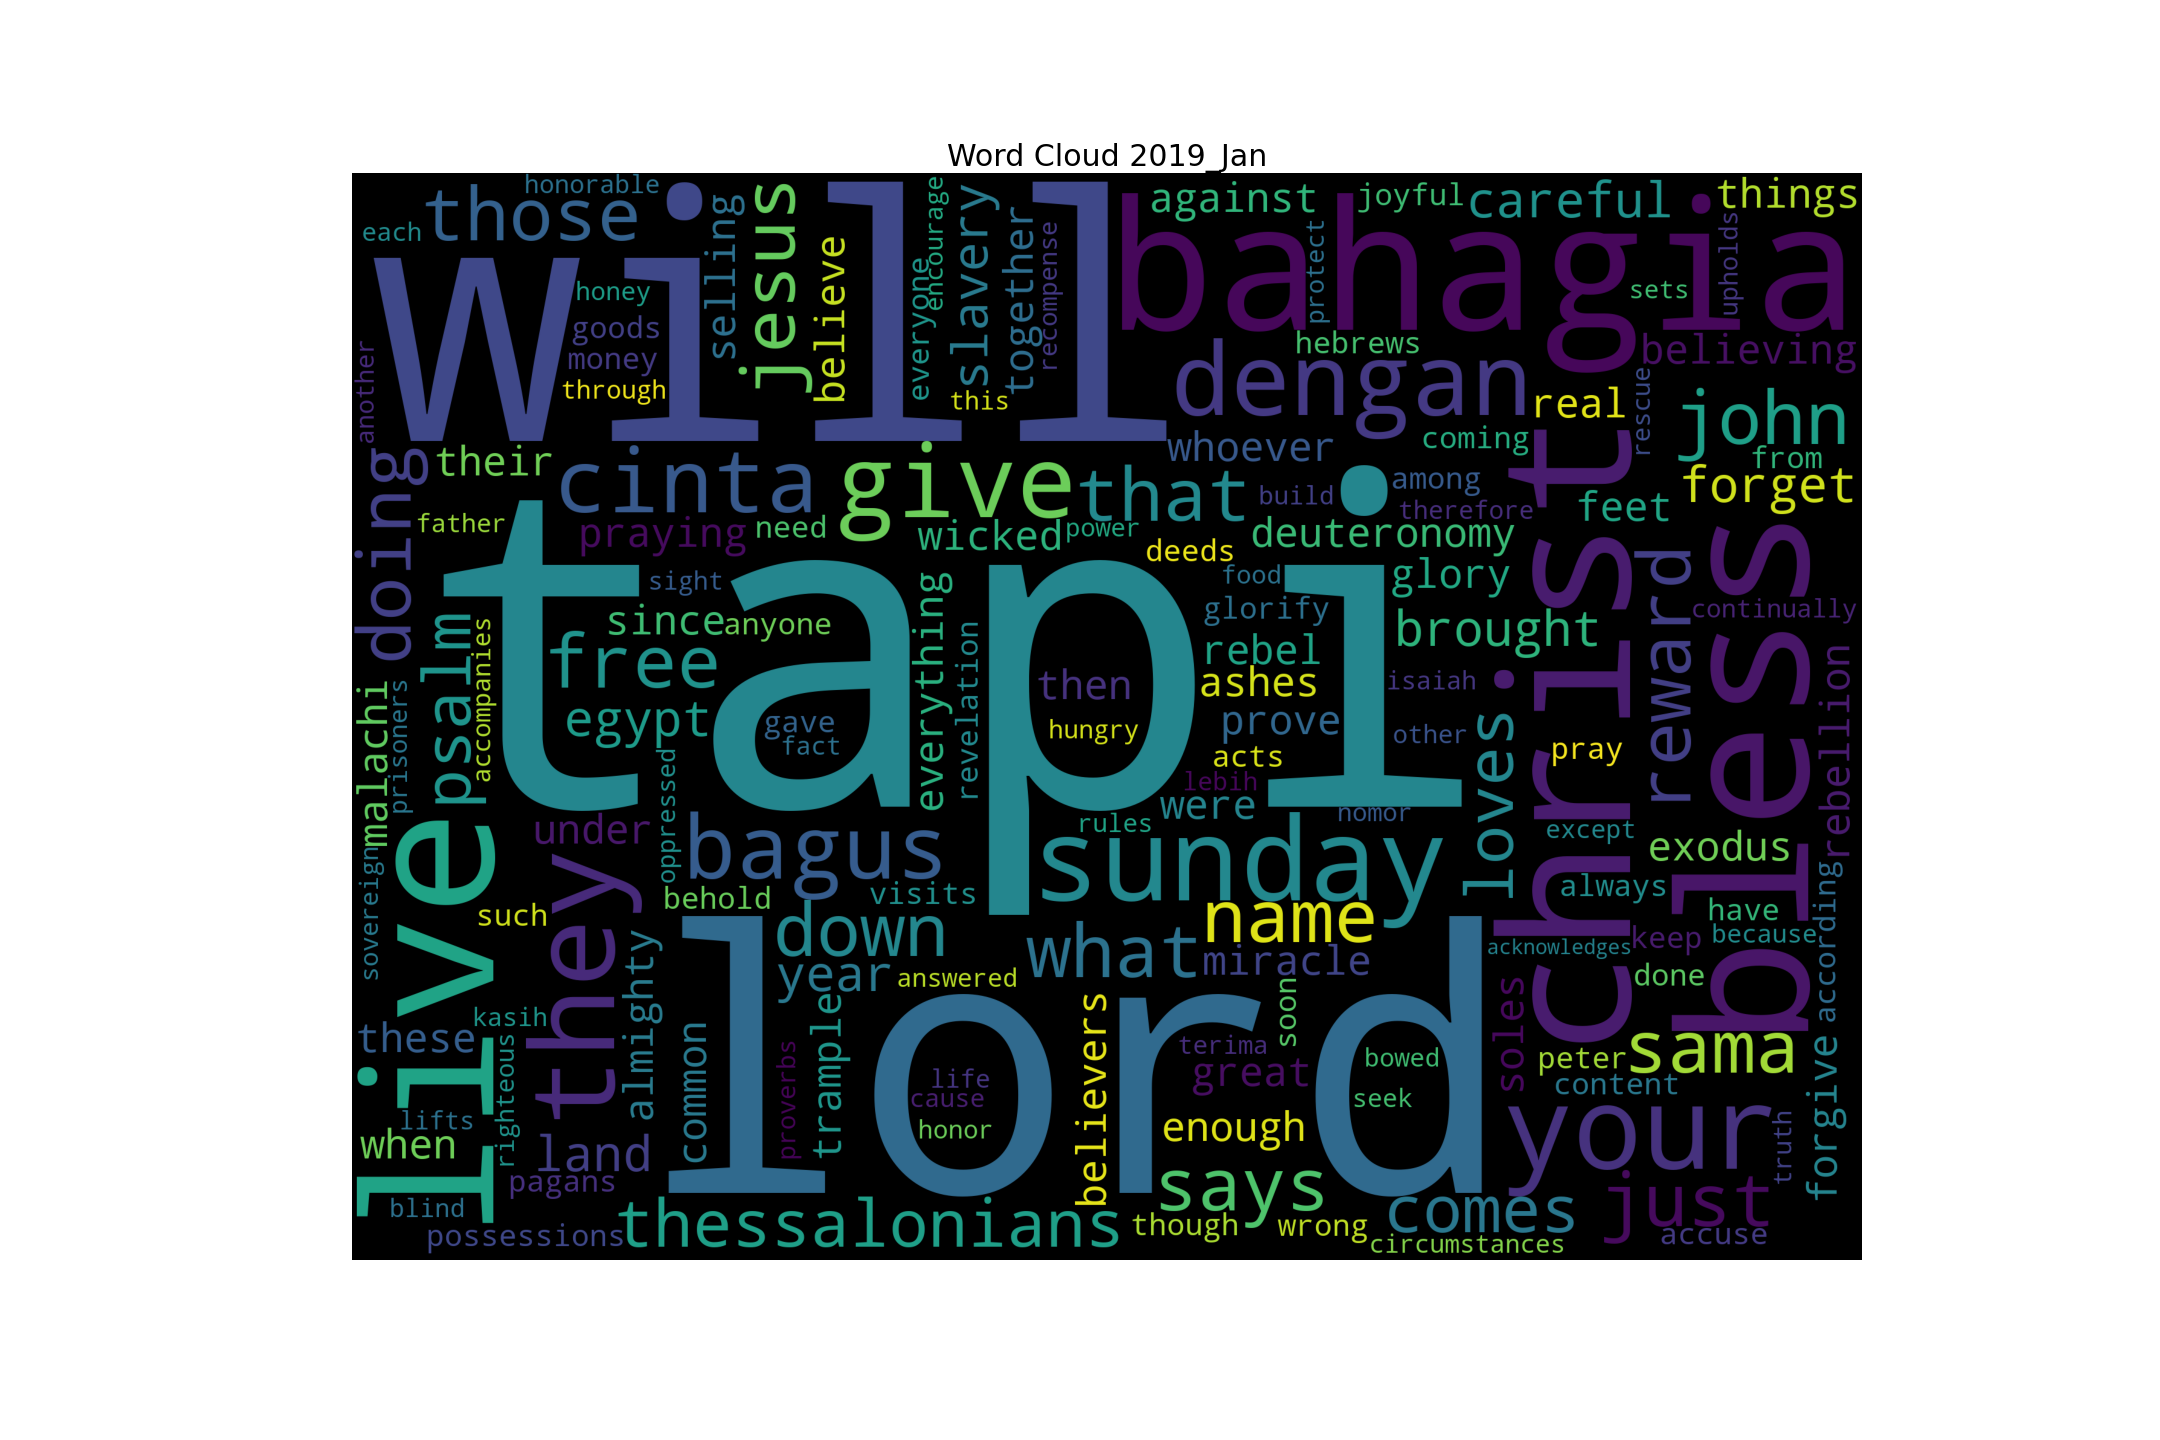 Word Cloud 2019_Jan
honorable
those
each
will
selling
jesus
believe
everyone
encourage
slavery
together
recompense
against
joyful
careful
things
bahagia
protect
upholds
sets
honey
goods
money
through
this
another
hebrews
believing
dengan
real
rescue
john
whoever
coming
from
doing
their
cinta
give
that
build
among
therefore
feet
forget
father
praying
need
wicked
power
deeds
deuteronomy
christ
bless
reward
tapi
sight
food
glory
glorify
continually
psalm
accompanies
since
anyone
free
everything
revelation
rebel
brought
then
ashes
isaiah
rebellion
malachi
prisoners
egypt
gave
fact
hungry
prove
other
loves
pray
acts
oppressed
lebih
were
nomor
rules
under
bagus
sunday
except
exodus
sovereign
live
they
behold
visits
always
such
name
have
according
down
what
acknowledges
keep
because
almighty
year
answered
miracle
done
soles
kasih
these
righteous
common
proverbs
trample
lord
believers
soon
terima
great
bowed
peter
sama
content
forgive
life
cause
honor
seek
lifts
when
land
enough
your
truth
pagans
blind
says
comes
just
possessions
thessalonians
though
wrong
circumstances
accuse